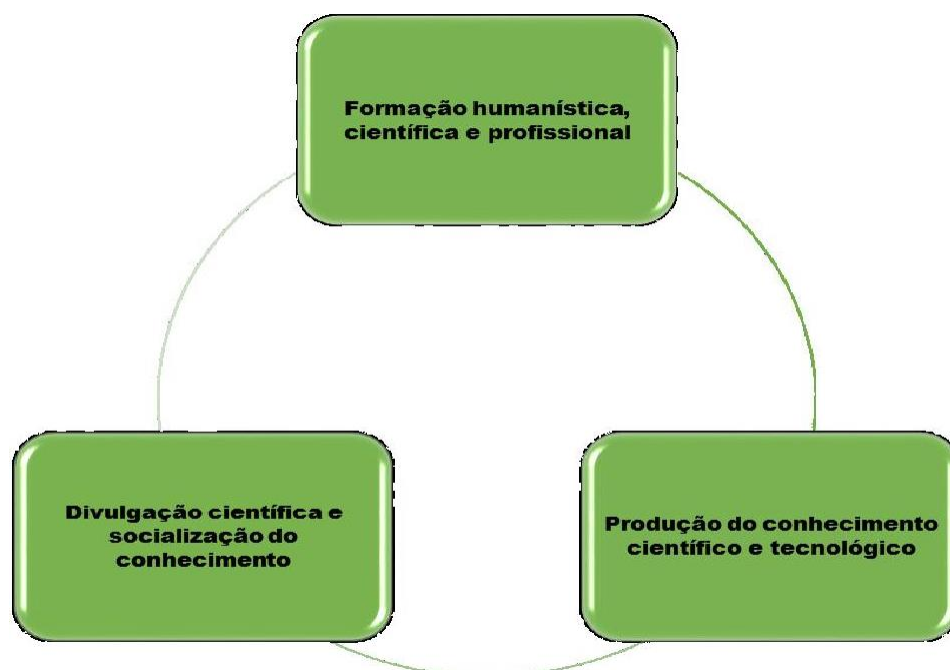 Formação humanística,
científica e profissional
Divulgação científica e
socialização do
conhecimento
Produção do conhecimento
científico e tecnológico